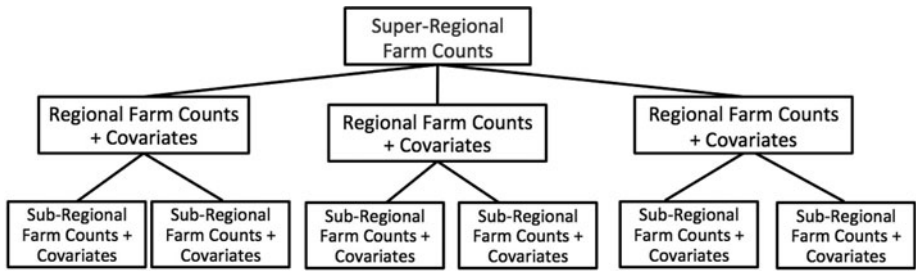 Super-Regional
Farm Counts
Regional Farm Counts
+ Covariates
Regional Farm Counts
+ Covariates
Regional Farm Counts
+ Covariates
Sub-Regional
Farm Counts +
Covariates
Sub-Regional
Farm Counts +
Covariates
Sub-Regional
Farm Counts +
Covariates
Sub-Regional
Farm Counts +
Covariates
Sub-Regional
Farm Counts +
Covariates
Sub-Regional
Farm Counts +
Covariates